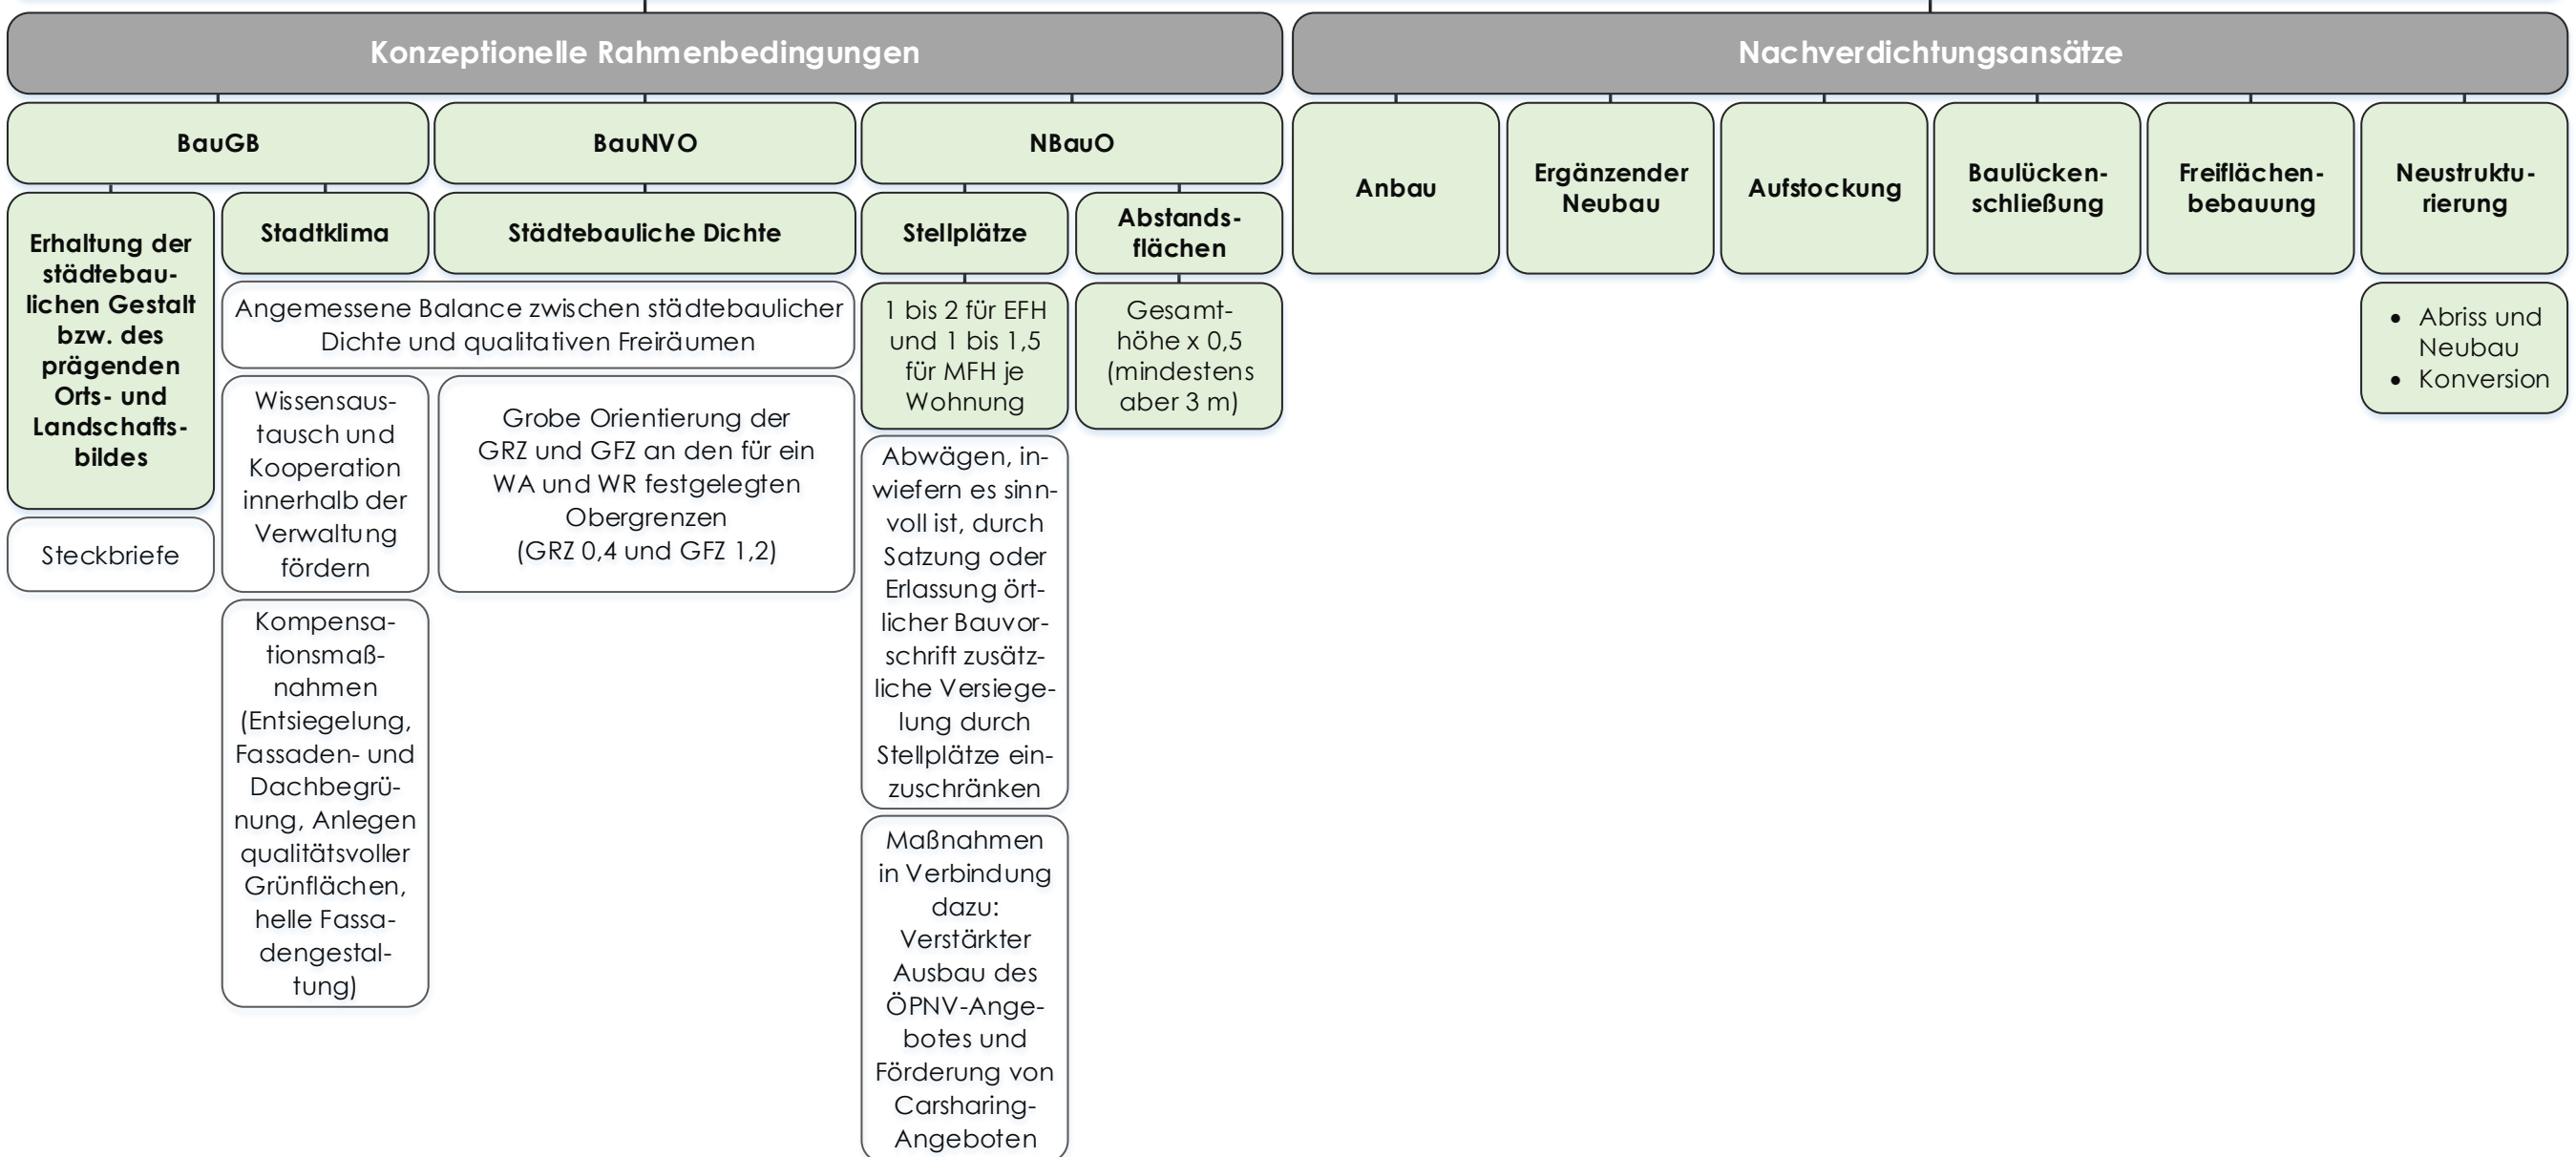 Konzeptionelle Rahmenbedingungen
Nachverdichtungsansätze
BauGB
BauNVO
NBauO
Erhaltung der
städtebau-
lichen Gestalt
bzw. des
prägenden
Orts- und
Landschafts-
bildes
Steckbriefe
Stadtklima
Städtebauliche Dichte
Angemessene Balance zwischen städtebaulicher
Dichte und qualitativen Freiräumen
Wissensaus-
tausch und
Kooperation
innerhalb der
Verwaltung
fördern
Kompensa-
tionsmaß-
nahmen
(Entsiegelung,
Fassaden- und
Dachbegrü-
nung, Anlegen
qualitätsvoller
Grünflächen,
helle Fassa-
dengestal-
tung)
Grobe Orientierung der
GRZ und GFZ an den für ein
WA und WR festgelegten
Obergrenzen
(GRZ 0,4 und GFZ 1,2)
Stellplätze
1 bis 2 für EFH
und 1 bis 1,5
für MFH je
Wohnung
Abwägen, in-
wiefern es sinn-
voll ist, durch
Satzung oder
Erlassung ört-
licher Bauvor-
schrift zusätz-
liche Versiege-
lung durch
Stellplätze ein-
zuschränken
Maßnahmen
in Verbindung
dazu:
Verstärkter
Ausbau des
ÖPNV-Ange-
botes und
Förderung von
Carsharing-
Angeboten
Abstands-
flächen
Gesamt-
höhe x 0,5
(mindestens
aber 3 m)
Anbau
Ergänzender
Neubau
Aufstockung
Baulücken-
schließung
Freiflächen-
bebauung
Neustruktu-
rierung
• Abriss und
Neubau
• Konversion